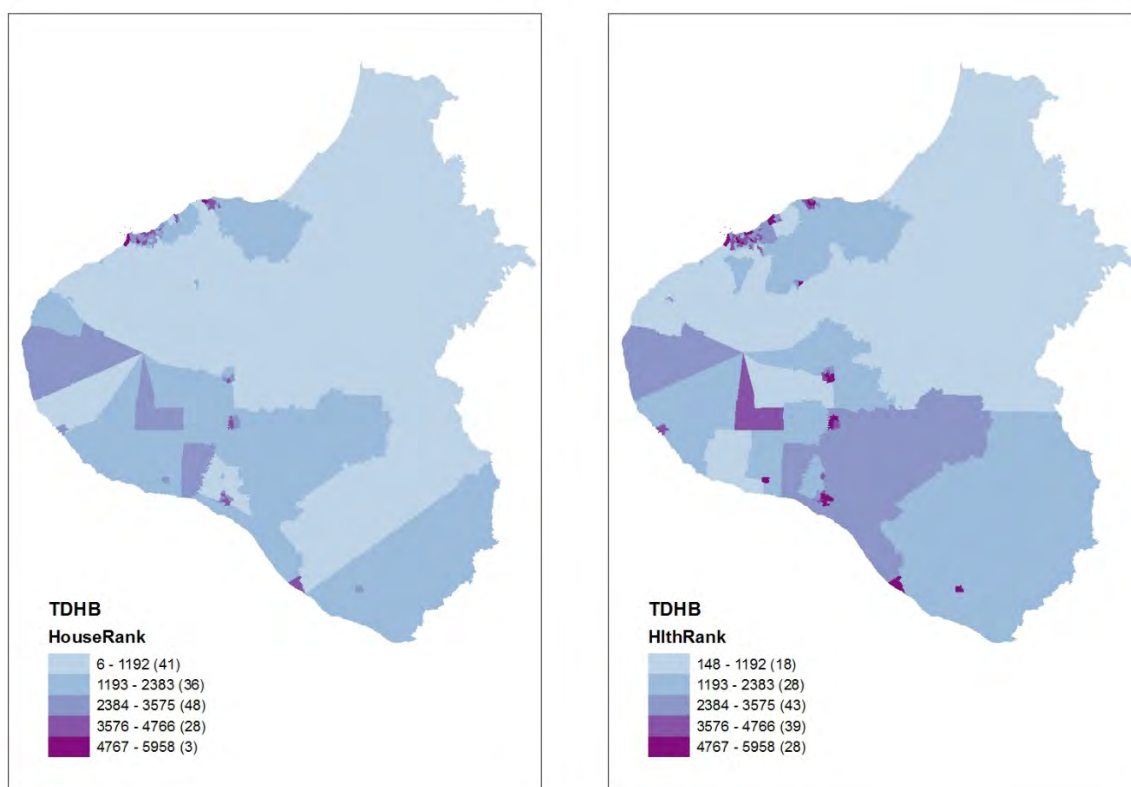 TDHB
HouseRank
6 - 1192 (41)
1193 - 2383 (36)
2384 - 3575 (48)
3576 - 4766 (28)
4767 - 5958 (3)
TDHB
HlthRank
148 - 1192 (18)
1193 - 2383 (28)
2384 - 3575 (43)
3576 - 4766 (39)
4767 - 5958 (28)